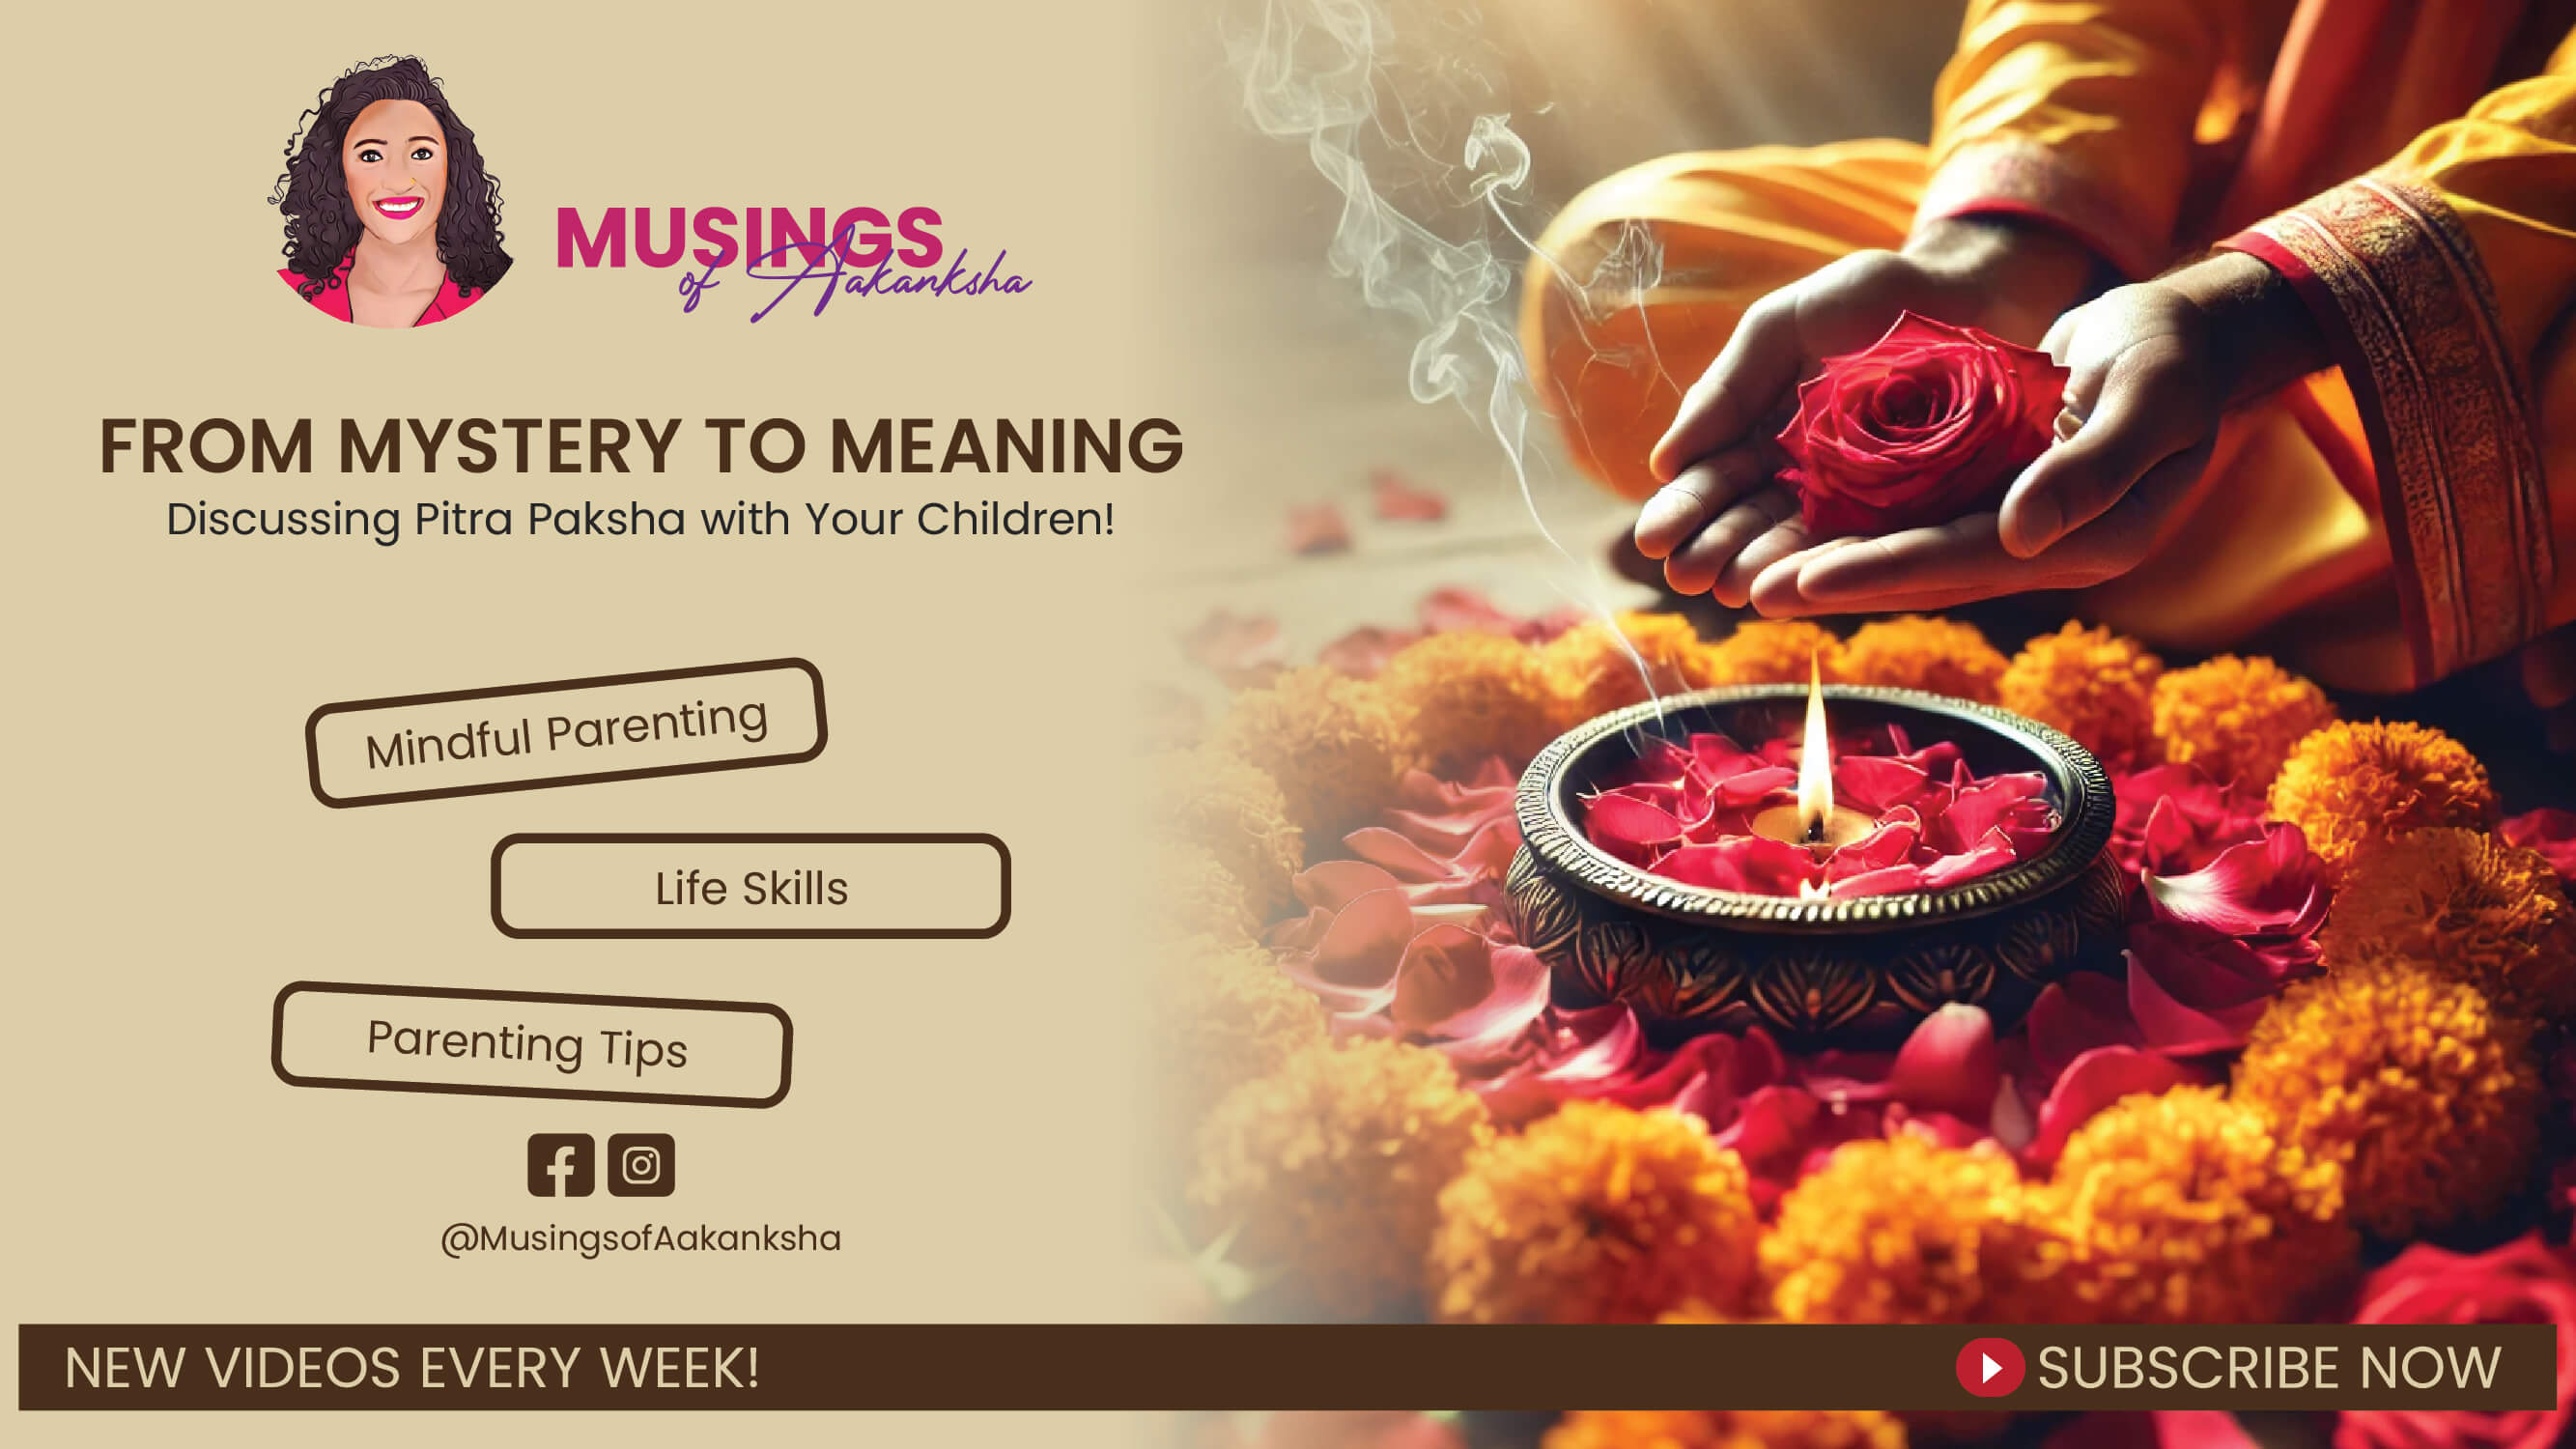 MUSINGS
of Aakanksha
FROM MYSTERY TO MEANING
Discussing Pitra Paksha with Your Children!
Mindful Parenting
Life Skills
Parenting Tips
@MusingsofAakanksha
NEW VIDEOS EVERY WEEK!
SUBSCRIBE NOW